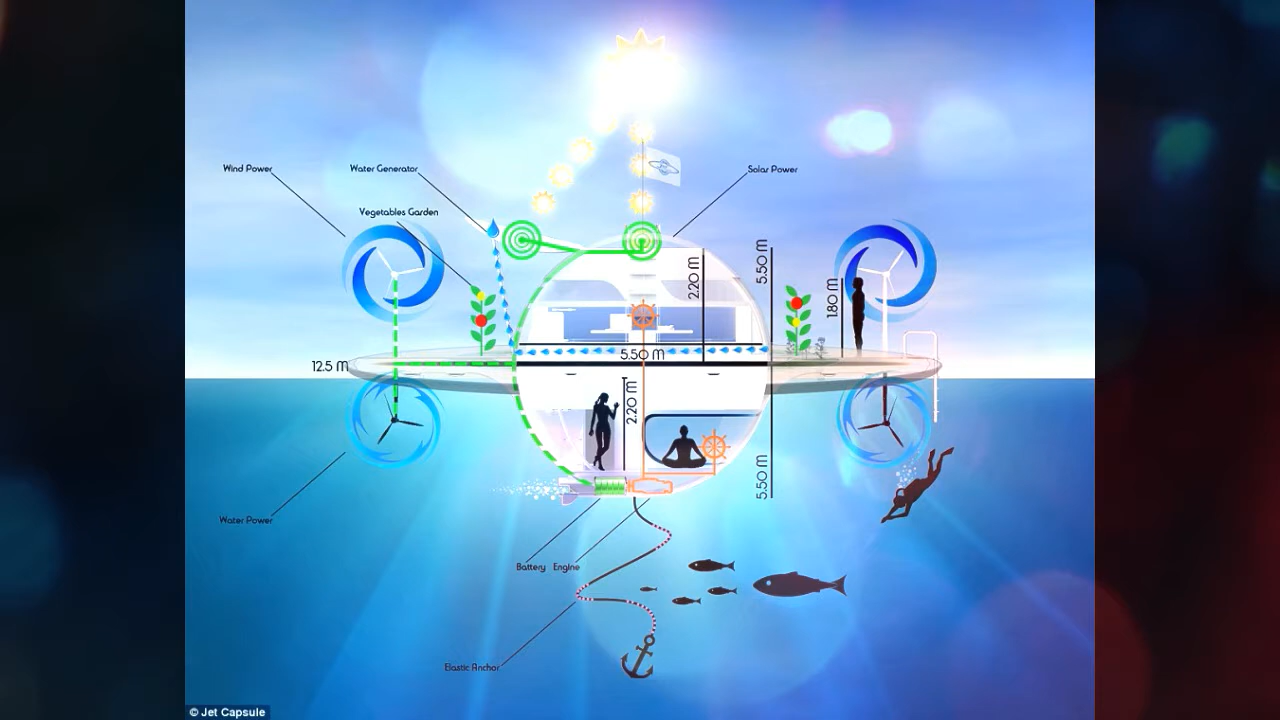 Wind Power
Water Generator
Solar Power
Vegetables Garden
2.20 m
5.50 m
1.80 m
5.50 m
12.5 m
2.20 m
5.50 m
Water Power
Battery
Engine
Elastic Anchor
© Jet Capsule